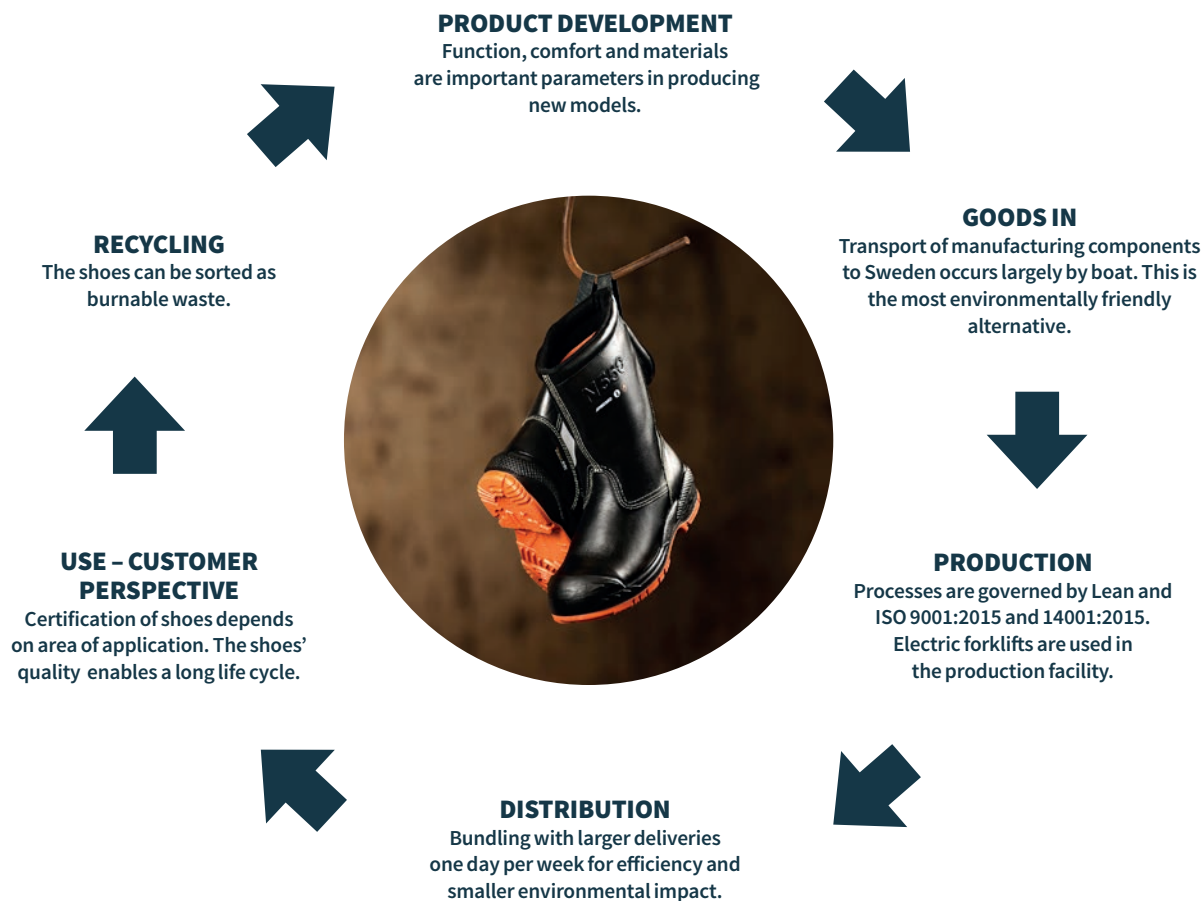 PRODUCT DEVELOPMENT
Function, comfort and materials
are important parameters in producing
new models.
GOODS IN
Transport of manufacturing components
to Sweden occurs largely by boat. This is
the most environmentally friendly
alternative.
PRODUCTION
Processes are governed by Lean and
ISO 9001:2015 and 14001:2015.
Electric forklifts are used in
the production facility.
DISTRIBUTION
Bundling with larger deliveries
one day per week for efficiency and
smaller environmental impact.
USE – CUSTOMER
PERSPECTIVE
Certification of shoes depends
on area of application. The shoes’
quality enables a long life cycle.
RECYCLING
The shoes can be sorted as
burnable waste.